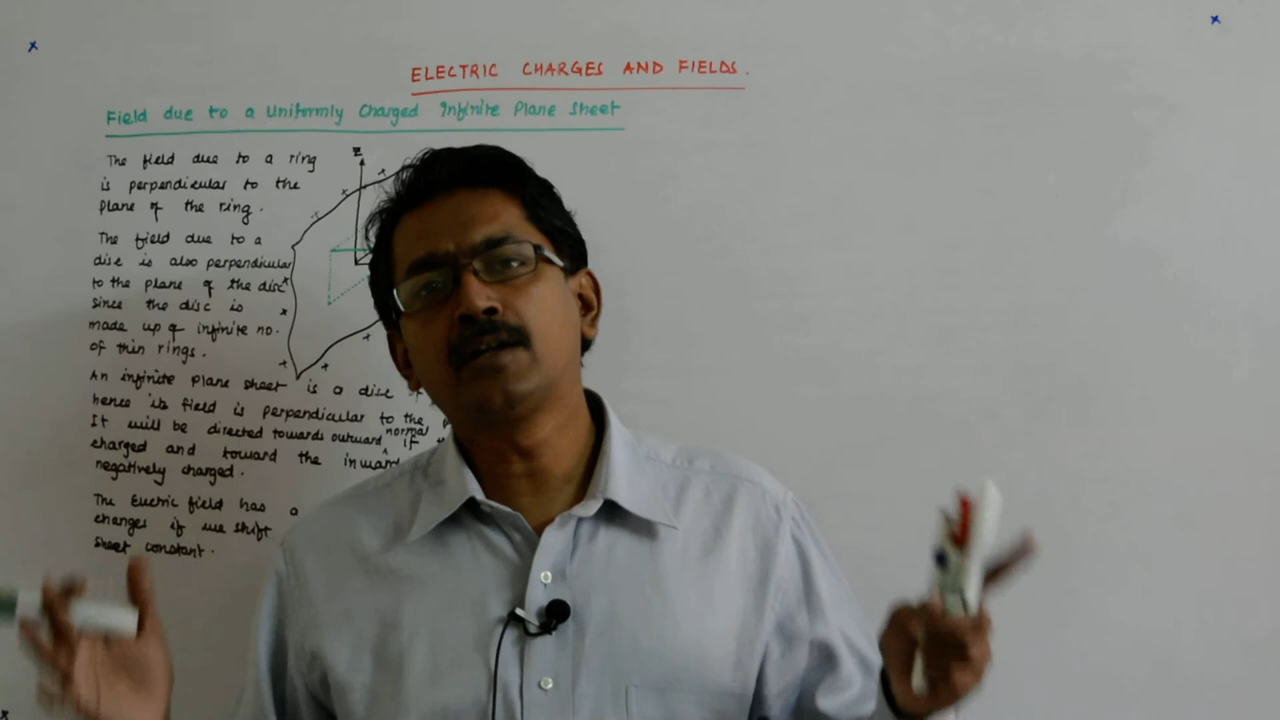 ELECTRIC CHARGES AND FIELDS.
Field due to a Uniformly Charged Infinite Plane Sheet
The field due to a ring
is perpendicular to the
plane of the ring.
Z
The field due to a
disc is also perpendicular
to the plane of the disc
since the disc is
made up of infinite no.
of thin rings.
An infinite plane sheet is a disc
hence its field is perpendicular to the
It will be directed towards outward normal if
charged and toward the inward
negatively charged.
The Electric field has a
changes if we shift
sheet constant.